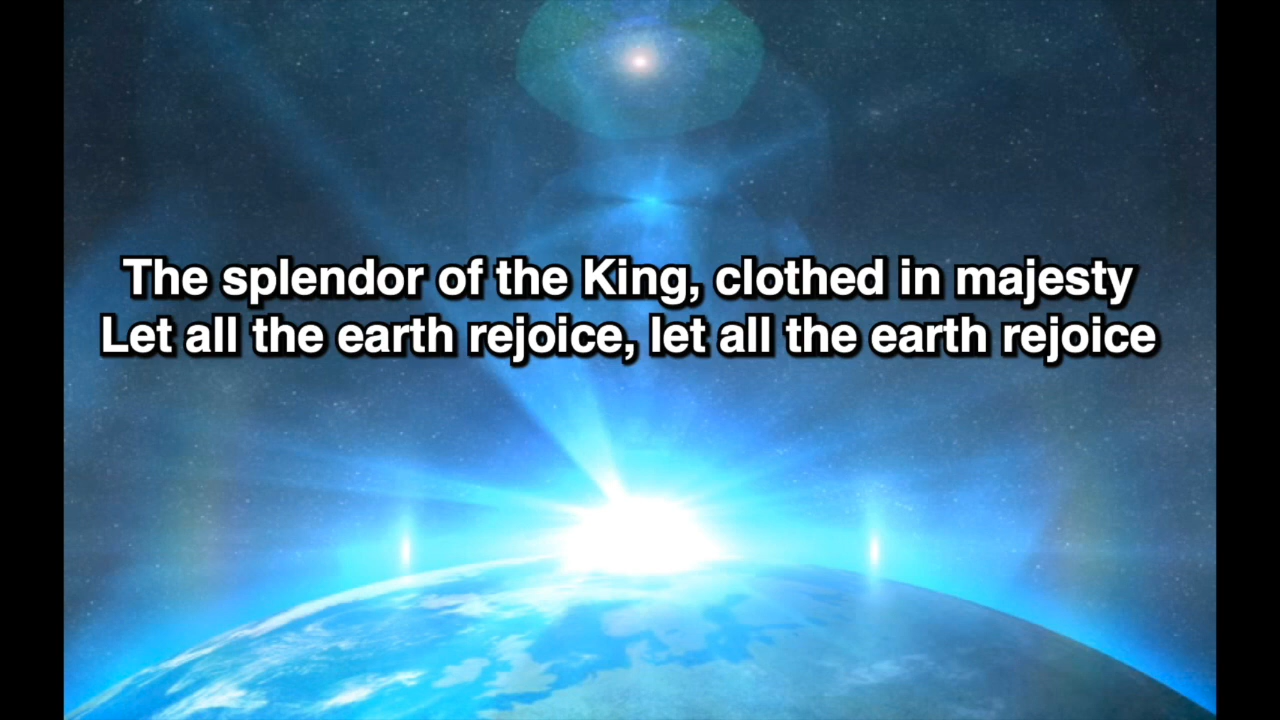 The splendor of the King, clothed in majesty
Let all the earth rejoice, let all the earth rejoice